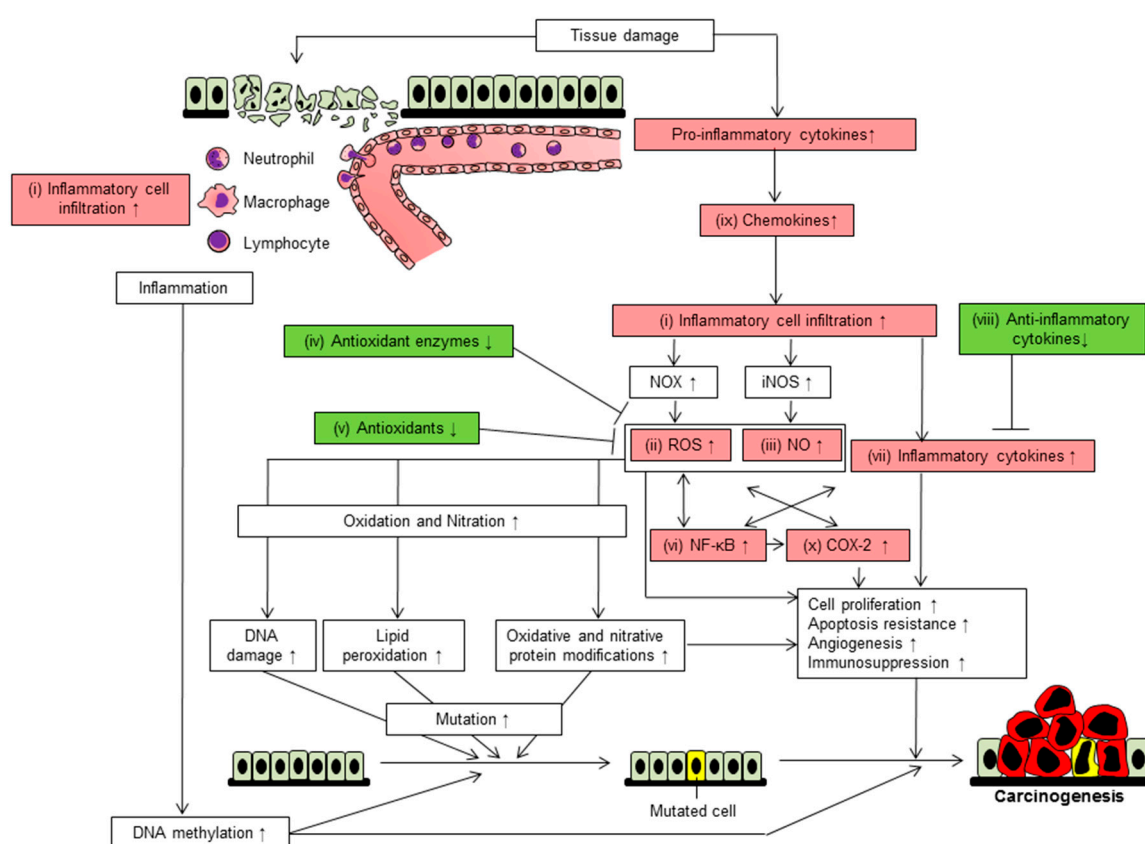 Tissue damage
Pro-inflammatory cytokines↑
Neutrophil
(i) Inflammatory cell
infiltration ↑
Macrophage
Lymphocyte
(ix) Chemokines↑
Inflammation
(i) Inflammatory cell infiltration ↑
(viii) Anti-inflammatory
cytokines↓
(iv) Antioxidant enzymes ↓
NOX ↑
iNOS ↑
(v) Antioxidants ↓
(ii) ROS ↑
(iii) NO ↑
(vii) Inflammatory cytokines ↑
Oxidation and Nitration ↑
(vi) NF-κB ↑
(x) COX-2 ↑
Cell proliferation ↑
Apoptosis resistance ↑
Angiogenesis ↑
Immunosuppression ↑
DNA
damage ↑
Lipid
peroxidation ↑
Oxidative and nitrative
protein modifications ↑
Mutation ↑
Mutated cell
Carcinogenesis
DNA methylation ↑